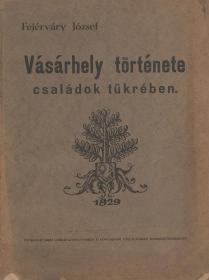 Fejérváry József
Vásárhely története
családok tükrében.
1829